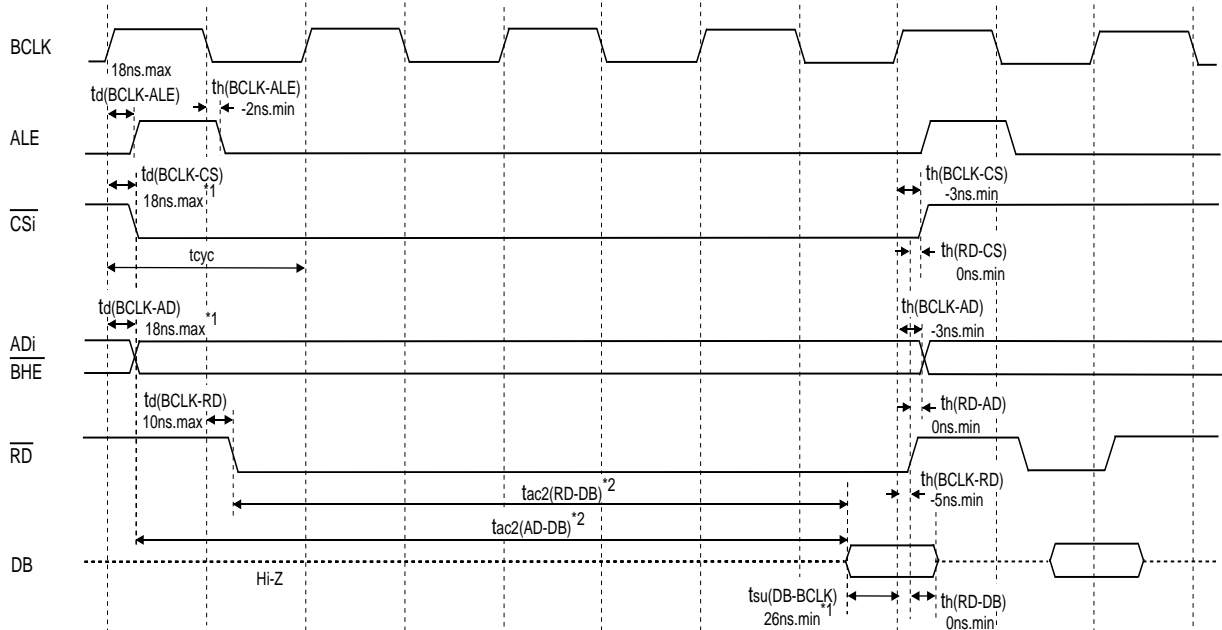 BCLK
18ns.max
td(BCLK-ALE)
th(BCLK-ALE)
-2ns.min
ALE
td(BCLK-CS)
18ns.max*1
th(BCLK-CS)
-3ns.min
CSi
tcyc
th(RD-CS)
0ns.min
td(BCLK-AD)
18ns.max*1
th(BCLK-AD)
-3ns.min
ADi
BHE
td(BCLK-RD)
10ns.max
th(RD-AD)
0ns.min
RD
th(BCLK-RD)
-5ns.min
tac2(RD-DB)*2
tac2(AD-DB)*2
DB
Hi-Z
tsu(DB-BCLK)
26ns.min*1
th(RD-DB)
0ns.min